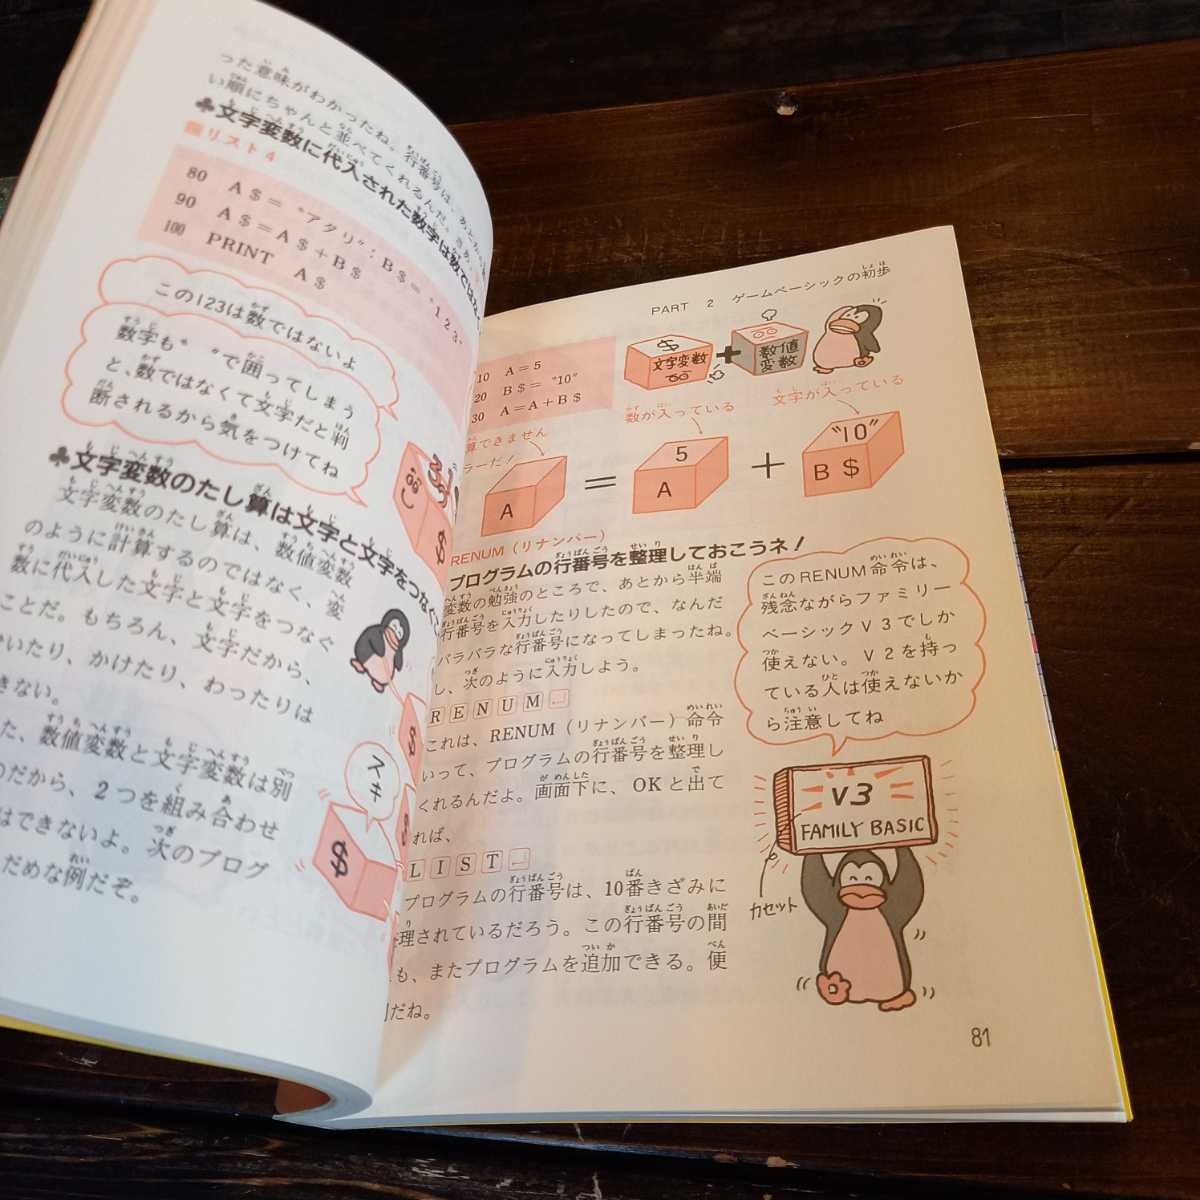 った意味がわかったね。行番号は、あとから
い順にちゃんと並べてくれるんだ。さあ
♣文字変数に代入された数字は数ではな
リスト4
80 A$= "アタリ":B$= "123"
90 A$=A$+B$
100 PRINT A$
この123は数ではないよ
数字も" "で囲ってしまう
と、数ではなくて文字だと判
断されるから気をつけてね
♣文字変数のたし算は文字と文字をつなぐ
文字変数のたし算は、数値変数
のように計算するのではなく、変
数に代入した文字と文字をつなぐ
ことだ。もちろん、文字だから、
いたり、かけたり、わったりは
きない。
た、数値変数と文字変数は別
のだから、2つを組み合わせ
はできないよ。次のプログ
だめな例だぞ。
$
スキ
$
PART 2 ゲームベーシックの初歩
10 A=5
20 B$= "10"
30 A=A+B$
$
文字変数
+
数値
変数
算できません
ラーだ!
数が入っている
文字が入っている
A
=
5
A
+
"10"
B$
RENUM(リナンバー)
プログラムの行番号を整理しておこうネ!
変数の勉強のところで、あとから半端
行番号を入力したりしたので、なんだ
バラバラな行番号になってしまったね。
し、次のように入力しよう。
RENUM↵
これは、RENUM(リナンバー)命令
いって、プログラムの行番号を整理し
くれるんだよ。画面下に、OKと出て
れば、
LIST↵
プログラムの行番号は、10番きざみに
理されているだろう。この行番号の間
も、またプログラムを追加できる。便
だね。
このRENUM命令は、
残念ながらファミリー
ベーシックV3でしか
使えない。V2を持っ
ている人は使えないか
ら注意してね
V3
FAMILY BASIC
カセット
81